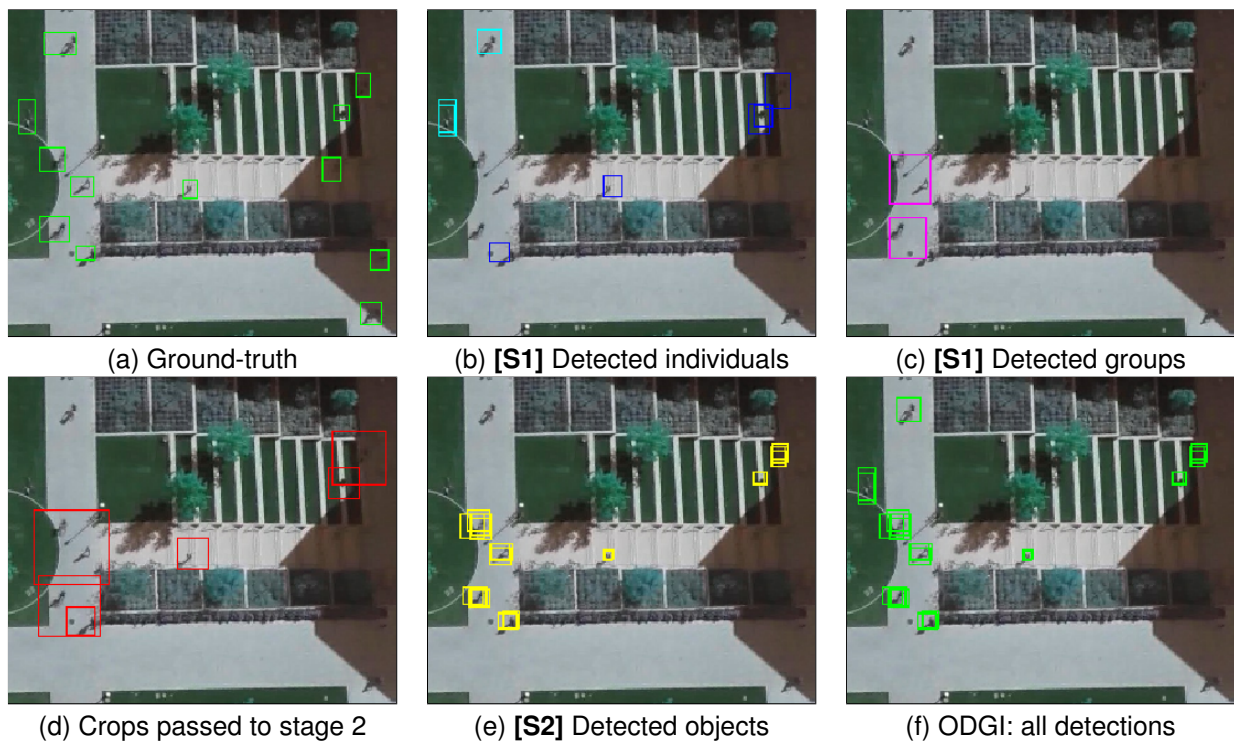 (a) Ground-truth
(b) [S1] Detected individuals
(c) [S1] Detected groups
(d) Crops passed to stage 2
(e) [S2] Detected objects
(f) ODGI: all detections